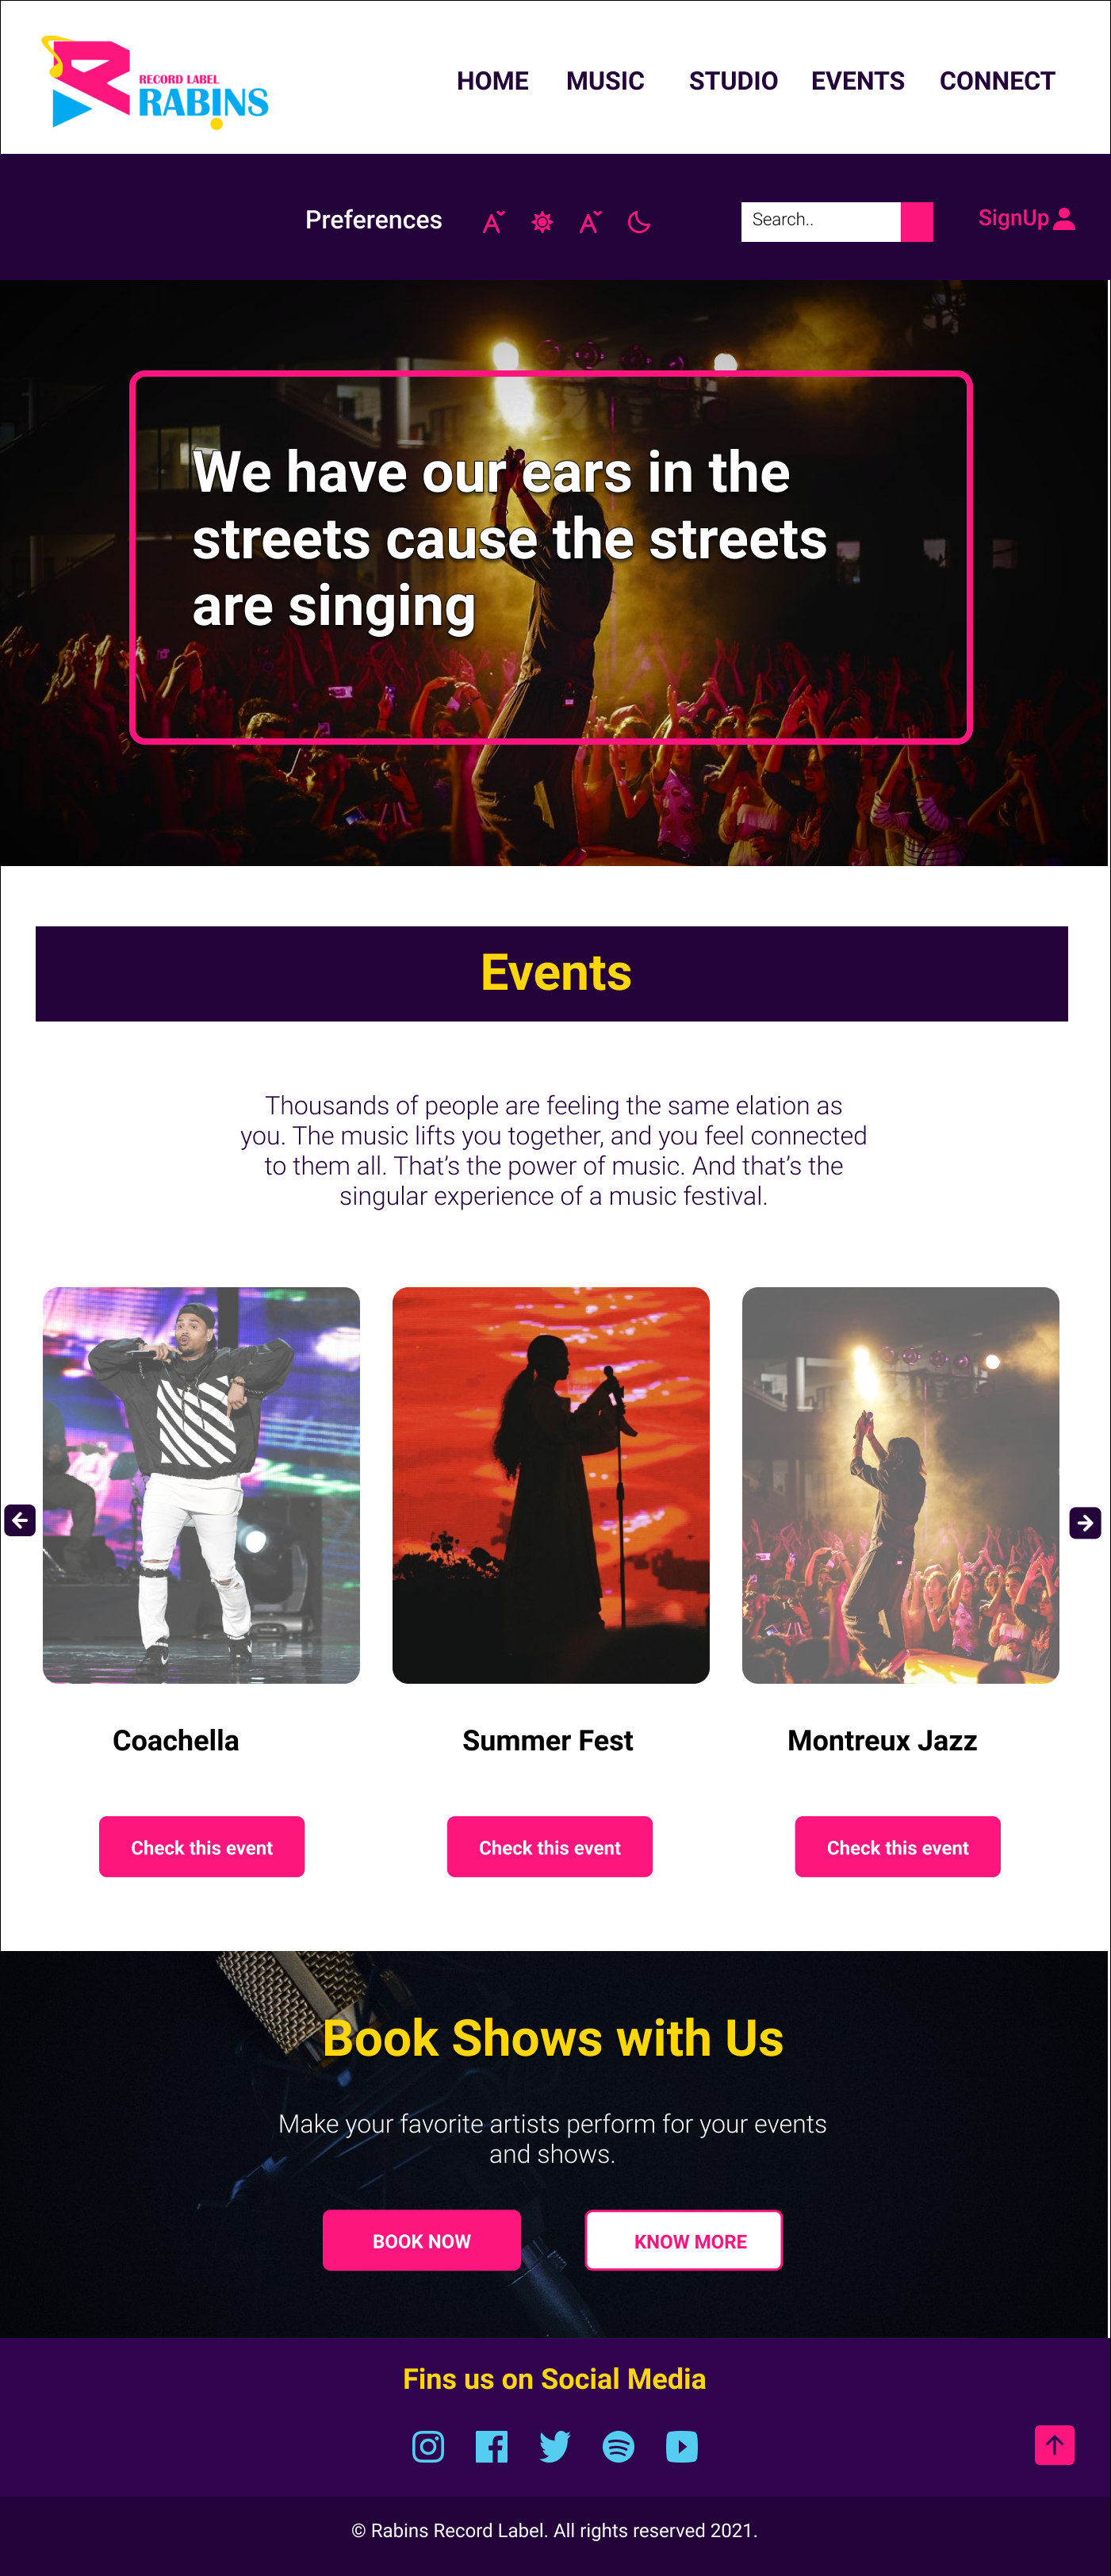 RECORD LABEL
RABINS
HOME MUSIC STUDIO EVENTS CONNECT
Preferences
Search..
SignUp
We have our ears in the
streets cause the streets
are singing
Events
Thousands of people are feeling the same elation as
you. The music lifts you together, and you feel connected
to them all. That’s the power of music. And that’s the
singular experience of a music festival.
Coachella
Summer Fest
Montreux Jazz
Check this event
Check this event
Check this event
Book Shows with Us
Make your favorite artists perform for your events
and shows.
BOOK NOW
KNOW MORE
Fins us on Social Media
© Rabins Record Label. All rights reserved 2021.